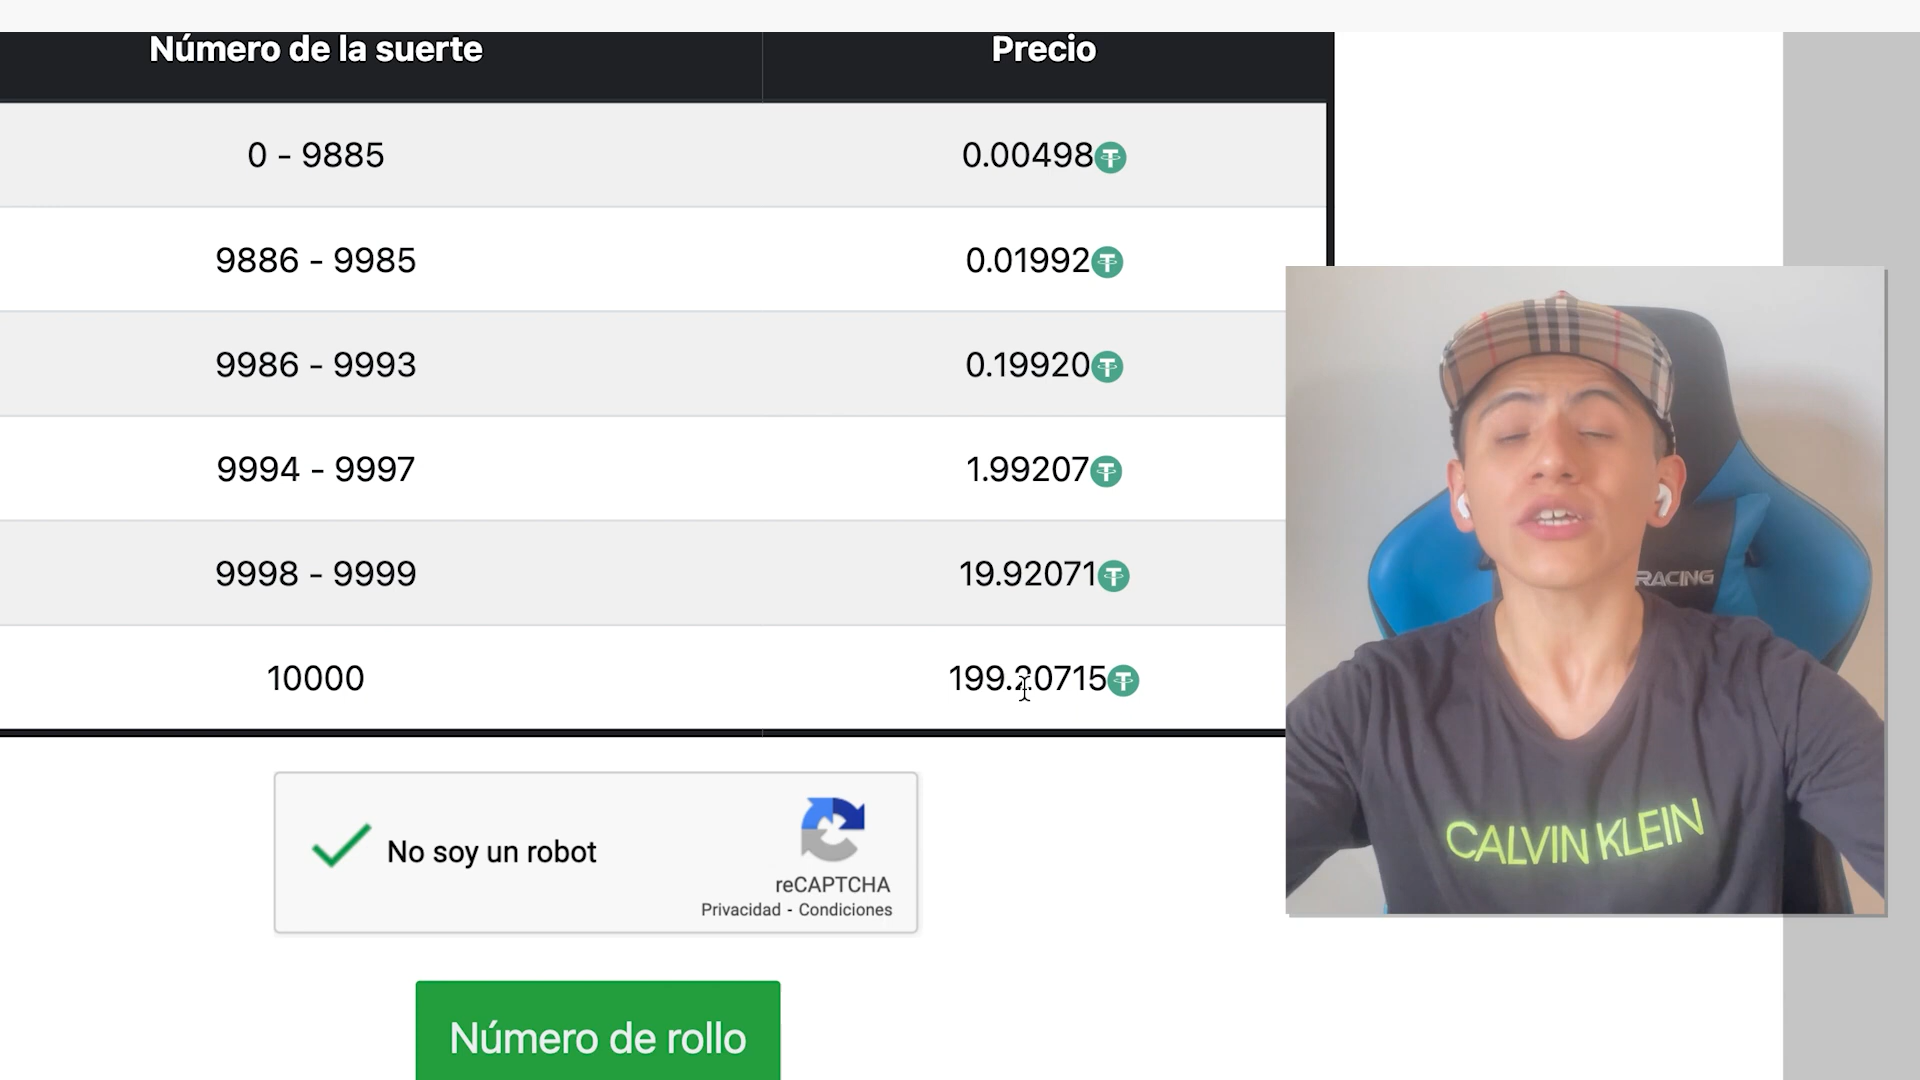 Número de la suerte Precio
0 - 9885 0.00498
9886 - 9985 0.01992
9986 - 9993 0.19920
9994 - 9997 1.99207
9998 - 9999 19.92071
10000 199.20715
No soy un robot
reCAPTCHA
Privacidad - Condiciones
Número de rollo
RACING
CALVIN KLEIN